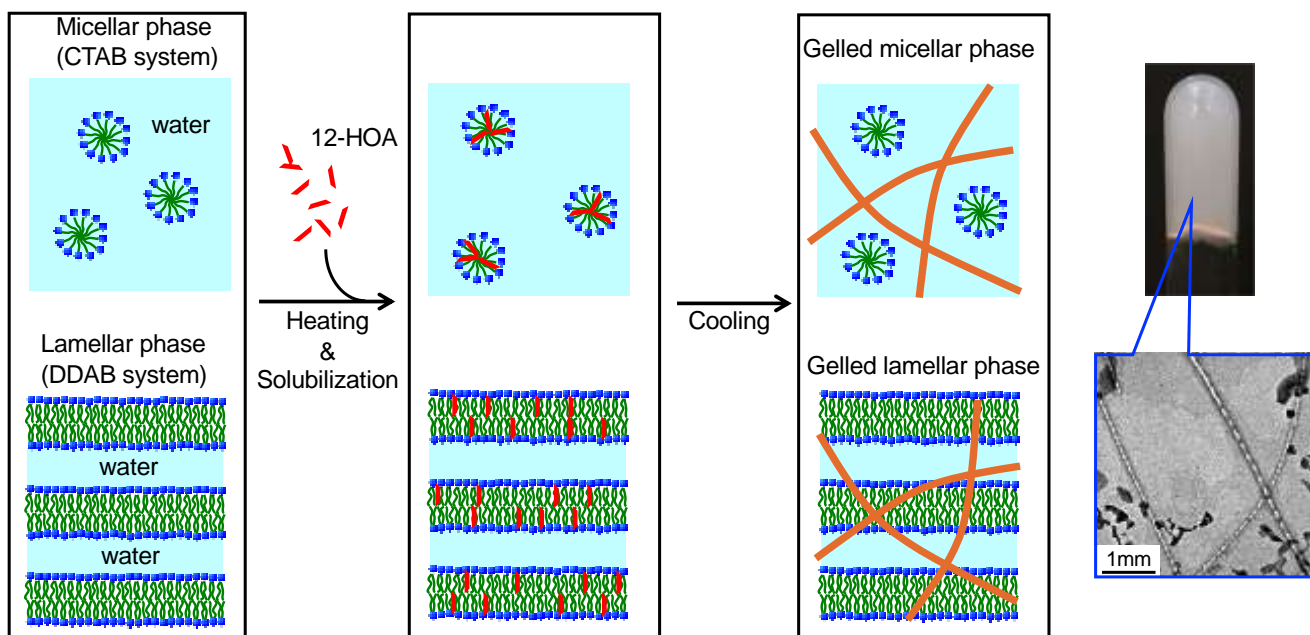 Micellar phase
(CTAB system)
water
12-HOA
Heating
&
Solubilization
Lamellar phase
(DDAB system)
water
water
Cooling
Gelled micellar phase
Gelled lamellar phase
1mm